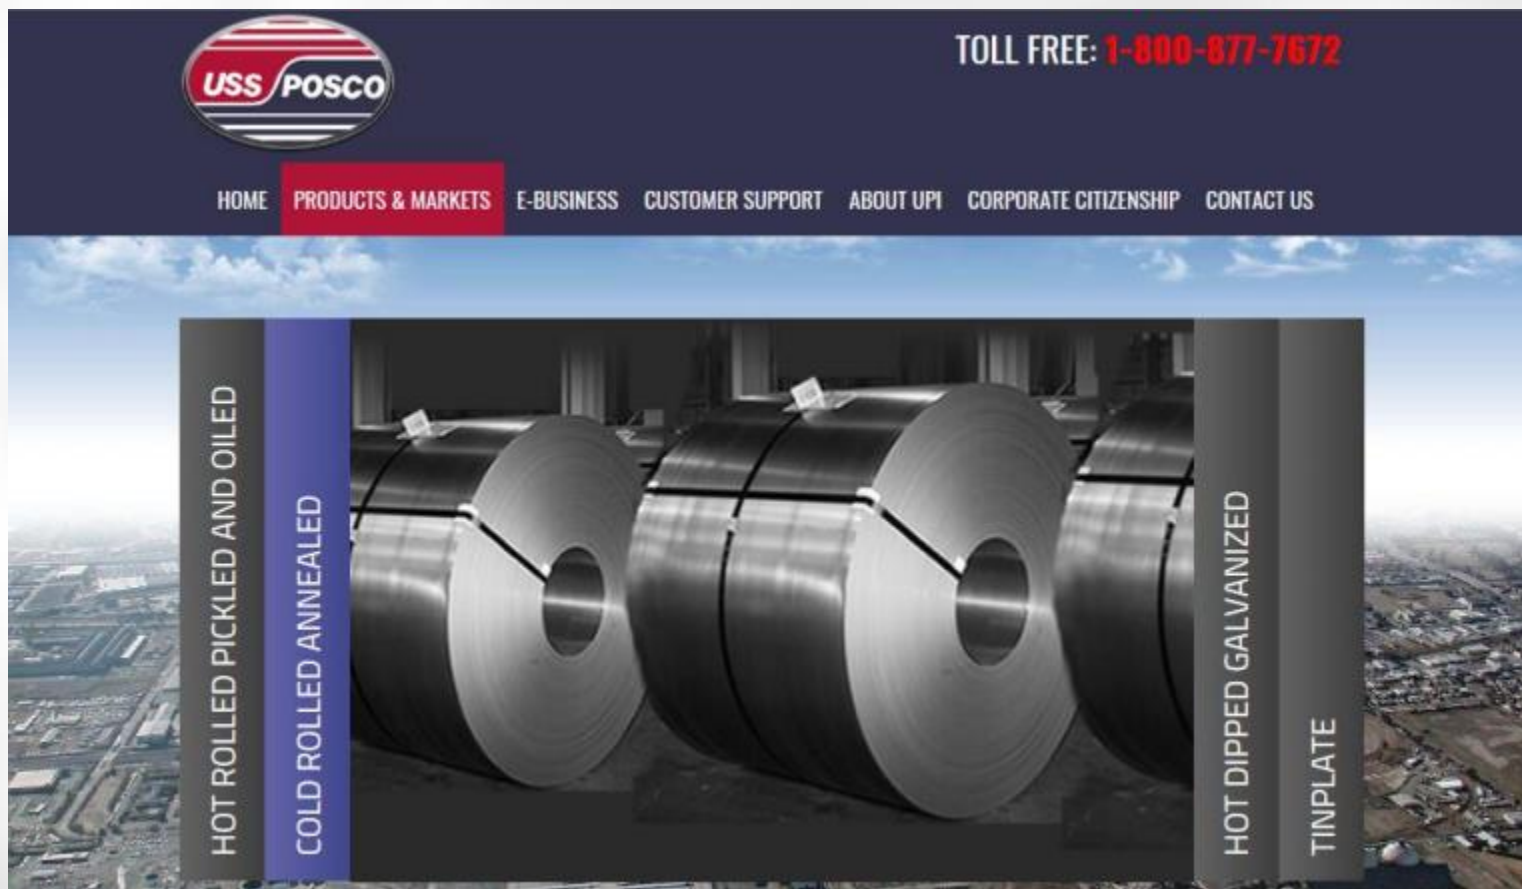 USS POSCO
TOLL FREE: 1-800-877-7672
HOME PRODUCTS & MARKETS E-BUSINESS CUSTOMER SUPPORT ABOUT UPI CORPORATE CITIZENSHIP CONTACT US
HOT ROLLED PICKLED AND OILED
COLD ROLLED ANNEALED
HOT DIPPED GALVANIZED
TINPLATE